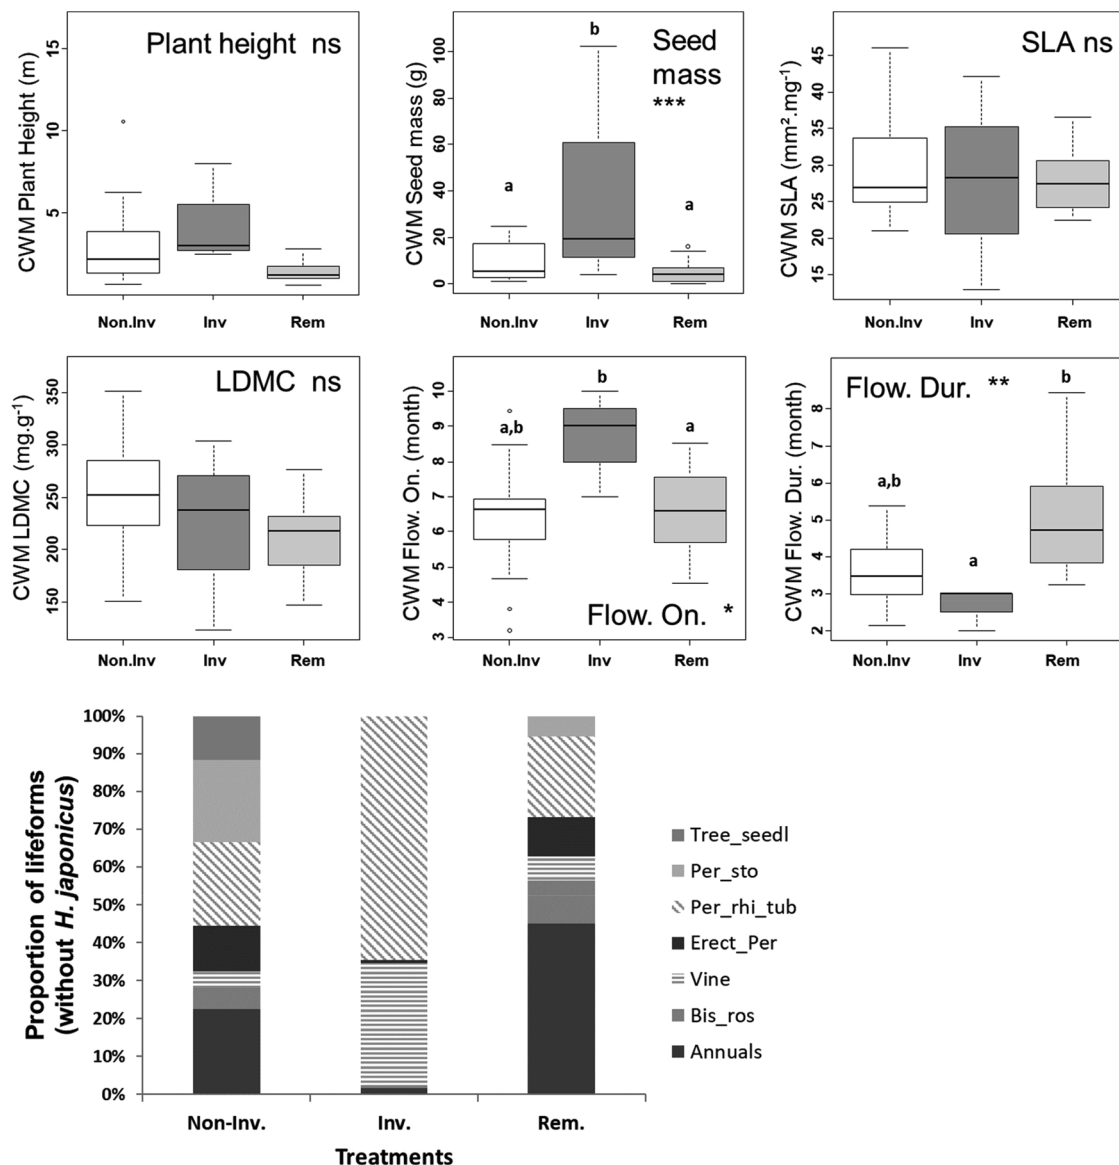 Plant height ns
CWM Plant Height (m)
15
10
5
Non.Inv Inv Rem
Seed
mass
***
CWM Seed mass (g)
100
80
60
40
20
0
a
b
a
Non.Inv Inv Rem
SLA ns
CWM SLA (mm².mg⁻¹)
45
40
35
30
25
20
15
Non.Inv Inv Rem
LDMC ns
CWM LDMC (mg.g⁻¹)
350
300
250
200
150
Non.Inv Inv Rem
CWM Flow. On. (month)
10
9
8
7
6
5
4
3
a,b
b
a
Flow. On. *
Non.Inv Inv Rem
Flow. Dur. **
CWM Flow. Dur. (month)
8
7
6
5
4
3
2
a,b
a
b
Non.Inv Inv Rem
Proportion of lifeforms
(without H. japonicus)
100%
90%
80%
70%
60%
50%
40%
30%
20%
10%
0%
Non-Inv. Inv. Rem.
Treatments
Tree_seedl
Per_sto
Per_rhi_tub
Erect_Per
Vine
Bis_ros
Annuals